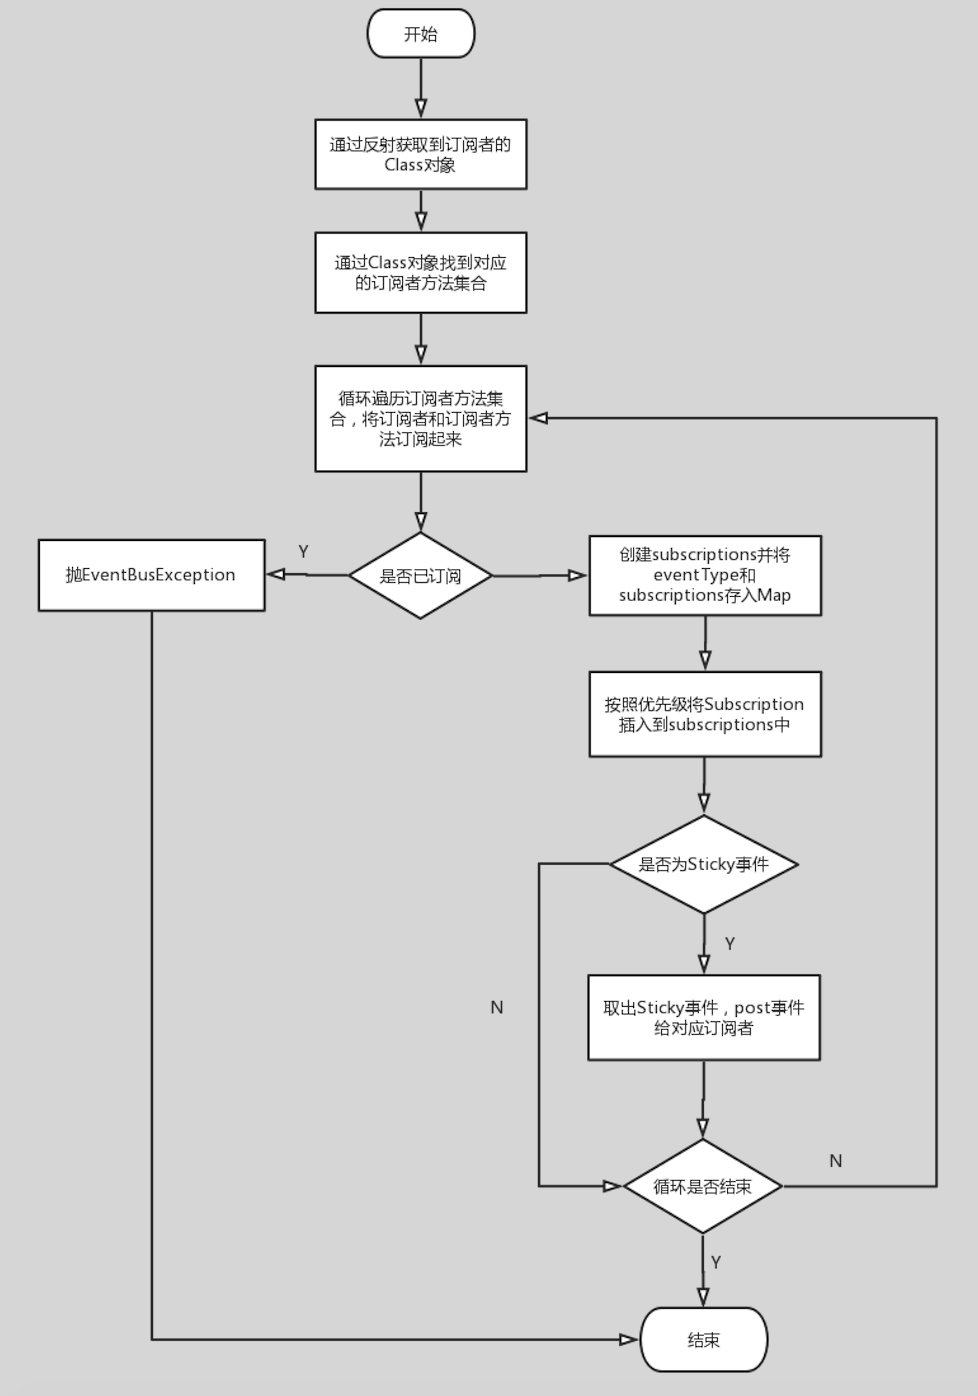 开始
通过反射获取到订阅者的
Class对象
通过Class对象找到对应
的订阅者方法集合
循环遍历订阅者方法集
合，将订阅者和订阅者方
法订阅起来
Y
是否已订阅
抛EventBusException
创建subscriptions并将
eventType和
subscriptions存入Map
按照优先级将Subscription
插入到subscriptions中
是否为Sticky事件
Y
N
取出Sticky事件，post事件
给对应订阅者
N
循环是否结束
Y
结束